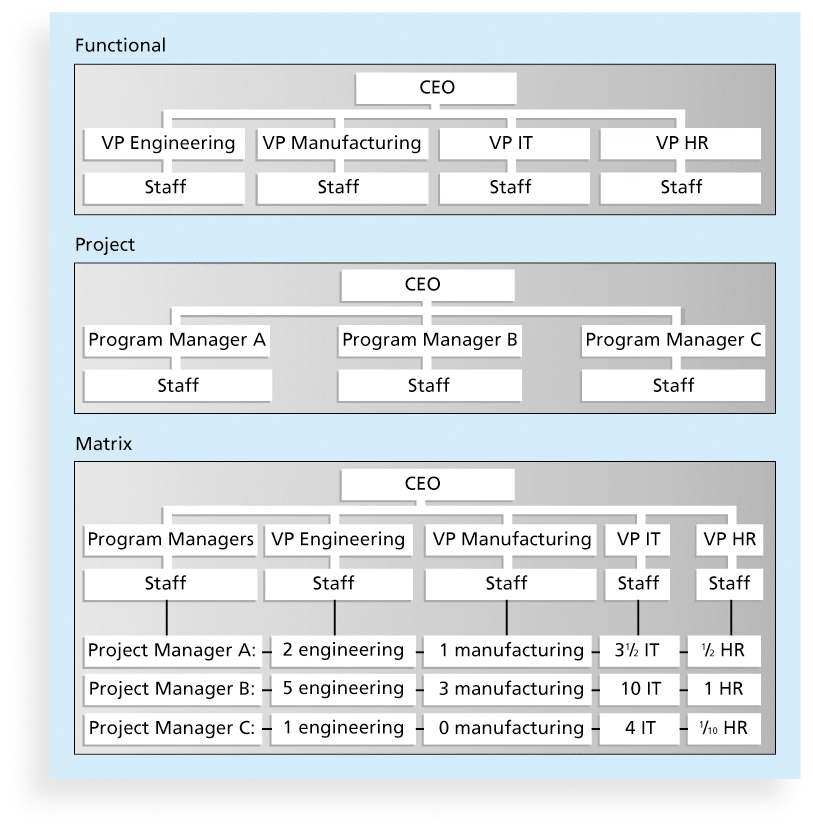 Functional
CEO
VP Engineering VP Manufacturing VP IT VP HR
Staff Staff Staff Staff
Project
CEO
Program Manager A Program Manager B Program Manager C
Staff Staff Staff
Matrix
CEO
Program Managers VP Engineering VP Manufacturing VP IT VP HR
Staff Staff Staff Staff Staff
Project Manager A: 2 engineering 1 manufacturing 3½ IT ½ HR
Project Manager B: 5 engineering 3 manufacturing 10 IT 1 HR
Project Manager C: 1 engineering 0 manufacturing 4 IT ⅒ HR